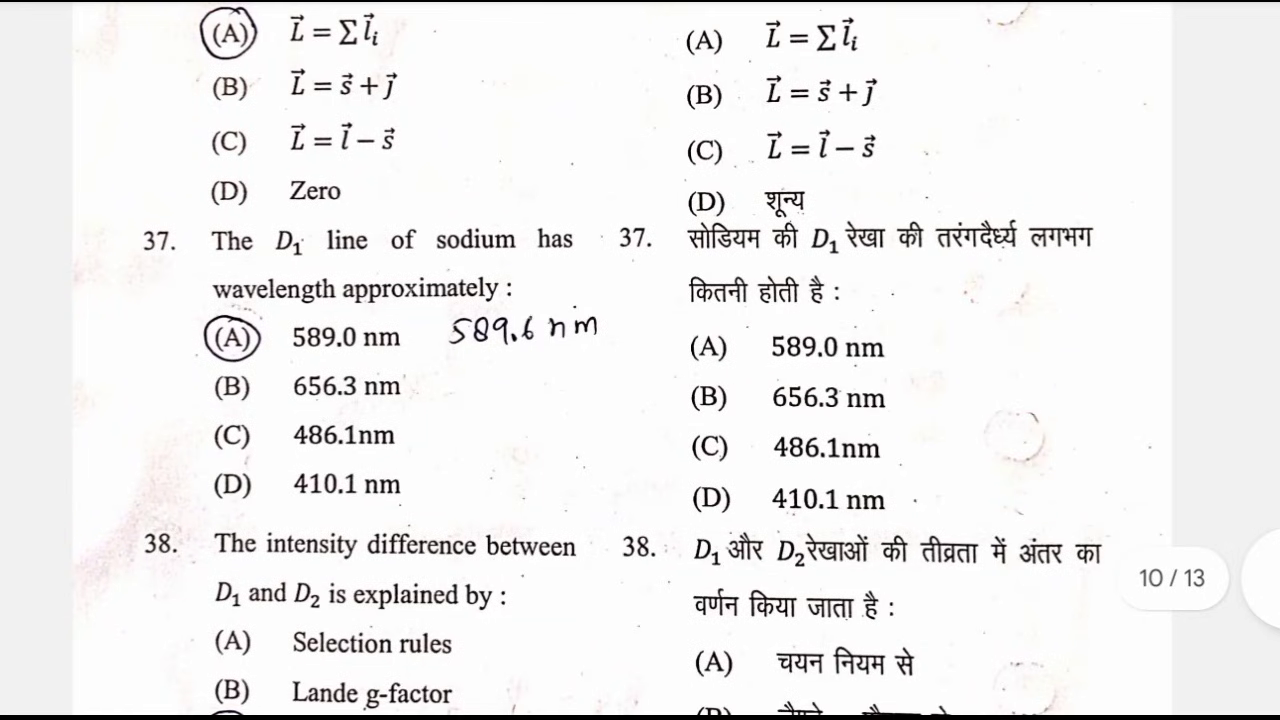 (A) L⃗ = Σ l⃗ᵢ
(B) L⃗ = s⃗ + ȷ⃗
(C) L⃗ = l⃗ − s⃗
(D) Zero
37. The D₁ line of sodium has
wavelength approximately :
(A) 589.0 nm 589.6 nm
(B) 656.3 nm
(C) 486.1nm
(D) 410.1 nm
38. The intensity difference between
D₁ and D₂ is explained by :
(A) Selection rules
(B) Lande g-factor
(A) L⃗ = Σ l⃗ᵢ
(B) L⃗ = s⃗ + ȷ⃗
(C) L⃗ = l⃗ − s⃗
(D) शून्य
37. सोडियम की D₁ रेखा की तरंगदैर्ध्य लगभग
कितनी होती है :
(A) 589.0 nm
(B) 656.3 nm
(C) 486.1nm
(D) 410.1 nm
38. D₁ और D₂रेखाओं की तीव्रता में अंतर का
वर्णन किया जाता है :
(A) चयन नियम से
10 / 13